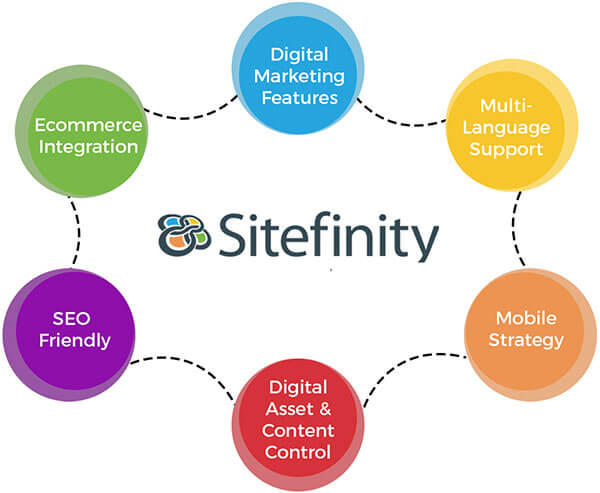 Digital
Marketing
Features
Ecommerce
Integration
Multi-
Language
Support
Sitefinity
SEO
Friendly
Mobile
Strategy
Digital
Asset &
Content
Control